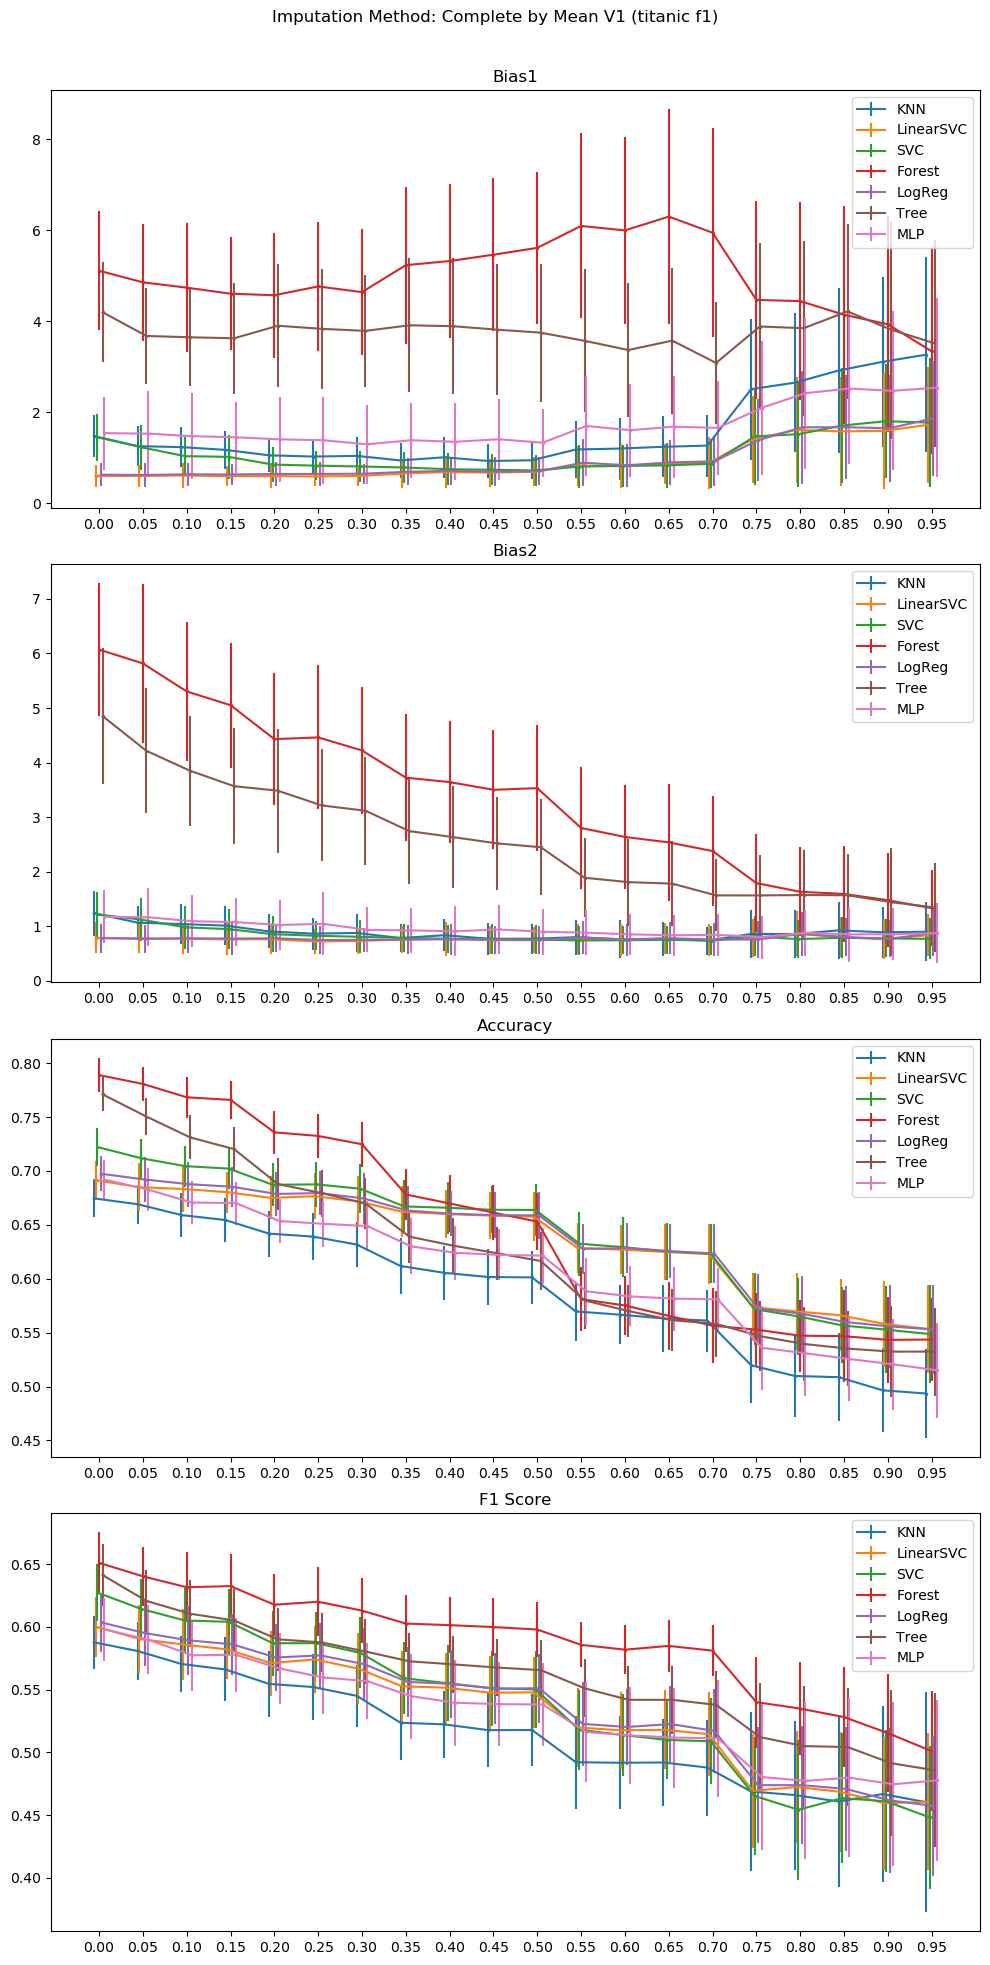 Imputation Method: Complete by Mean V1 (titanic f1)
Bias1
KNN
LinearSVC
SVC
Forest
LogReg
Tree
MLP
8
6
4
2
0
0.00 0.05 0.10 0.15 0.20 0.25 0.30 0.35 0.40 0.45 0.50 0.55 0.60 0.65 0.70 0.75 0.80 0.85 0.90 0.95
Bias2
KNN
LinearSVC
SVC
Forest
LogReg
Tree
MLP
7
6
5
4
3
2
1
0
0.00 0.05 0.10 0.15 0.20 0.25 0.30 0.35 0.40 0.45 0.50 0.55 0.60 0.65 0.70 0.75 0.80 0.85 0.90 0.95
Accuracy
KNN
LinearSVC
SVC
Forest
LogReg
Tree
MLP
0.80
0.75
0.70
0.65
0.60
0.55
0.50
0.45
0.00 0.05 0.10 0.15 0.20 0.25 0.30 0.35 0.40 0.45 0.50 0.55 0.60 0.65 0.70 0.75 0.80 0.85 0.90 0.95
F1 Score
KNN
LinearSVC
SVC
Forest
LogReg
Tree
MLP
0.65
0.60
0.55
0.50
0.45
0.40
0.00 0.05 0.10 0.15 0.20 0.25 0.30 0.35 0.40 0.45 0.50 0.55 0.60 0.65 0.70 0.75 0.80 0.85 0.90 0.95